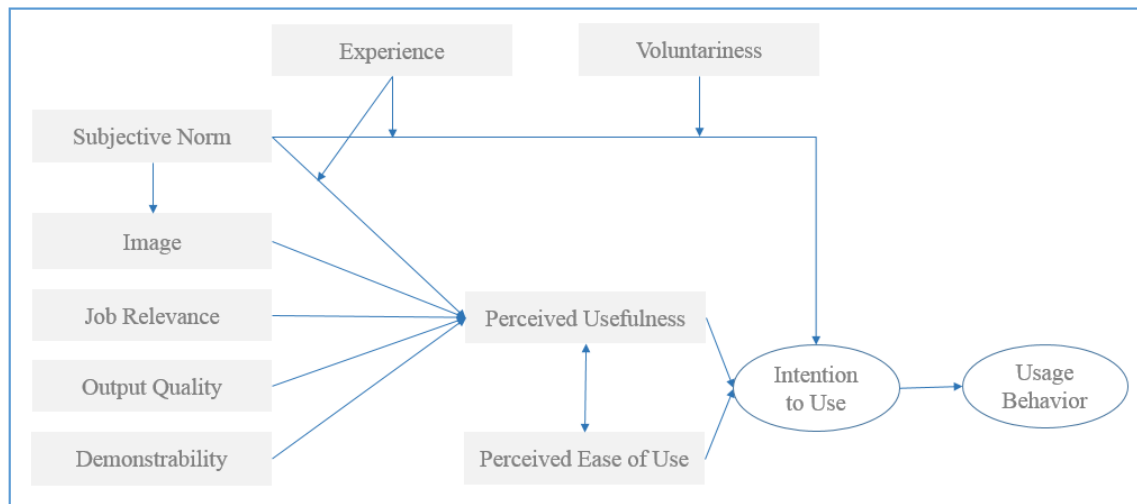 Experience
Voluntariness
Subjective Norm
Image
Job Relevance
Perceived Usefulness
Output Quality
Intention
to Use
Usage
Behavior
Demonstrability
Perceived Ease of Use